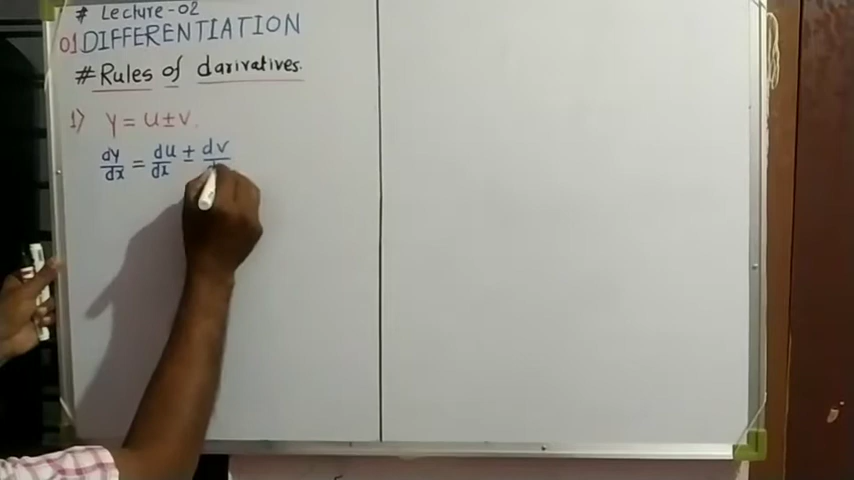 # Lecture-02
01 DIFFERENTIATION
# Rules of darivatives.
1) Y = U ± V.
dY/dx = dU/dx ± dV